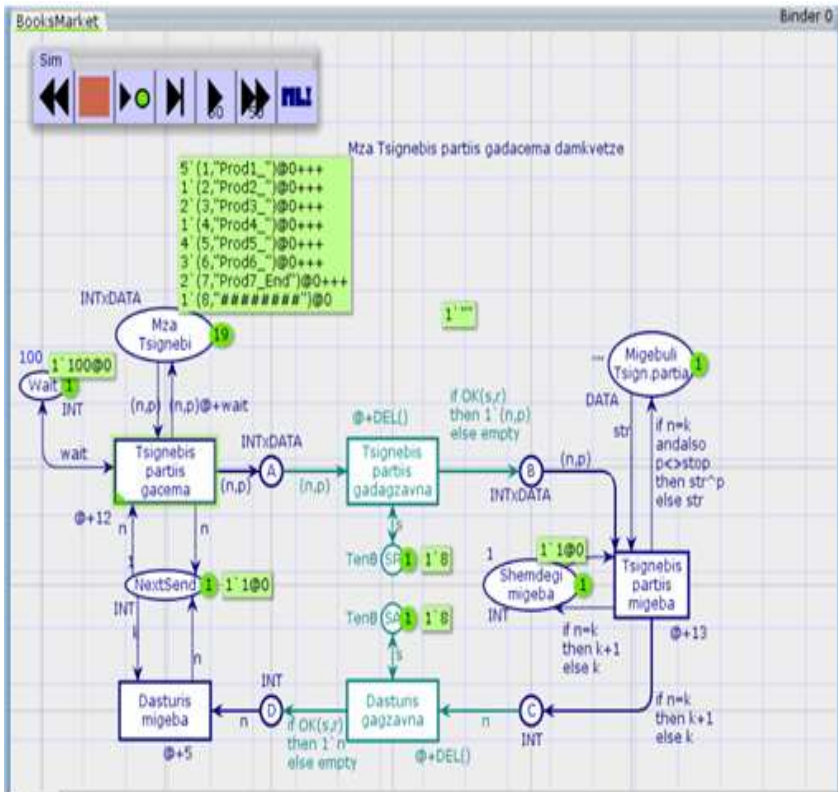 BooksMarket
Binder 0
Sim
Mza Tsignebis partiis gadacema damkvetze
5`(1,"Prod1_")@0+++
1`(2,"Prod2_")@0+++
2`(3,"Prod3_")@0+++
1`(4,"Prod4_")@0+++
4`(5,"Prod5_")@0+++
3`(6,"Prod6_")@0+++
2`(7,"Prod7_End")@0+++
1`(8,"########")@0
INTxDATA
Mza
Tsignebi
19
1`""
100
1`100@0
Wait
1
INT
(n,p)
(n,p)@+wait
wait
Tsignebis
partiis
gacema
@+12
(n,p)
INTxDATA
A
(n,p)
@+DEL()
Tsignebis
partiis
gadagzavna
if OK(s,r)
then 1`(n,p)
else empty
B
INTxDATA
(n,p)
""
Migebuli
Tsign.partia
1
DATA
str
if n=k
andalso
p<>stop
then str^p
else str
n
n
1
NextSend
1
1`1@0
INT
k
n
s
TenB
SP
1
1`8
TenB
SA
1
1`8
s
1
1`1@0
Shemdegi
migeba
1
INT
if n=k
then k+1
else k
Tsignebis
partiis
migeba
@+13
if n=k
then k+1
else k
Dasturis
migeba
@+5
n
INT
D
if OK(s,r)
then 1`n
else empty
Dasturis
gagzavna
@+DEL()
n
C
INT